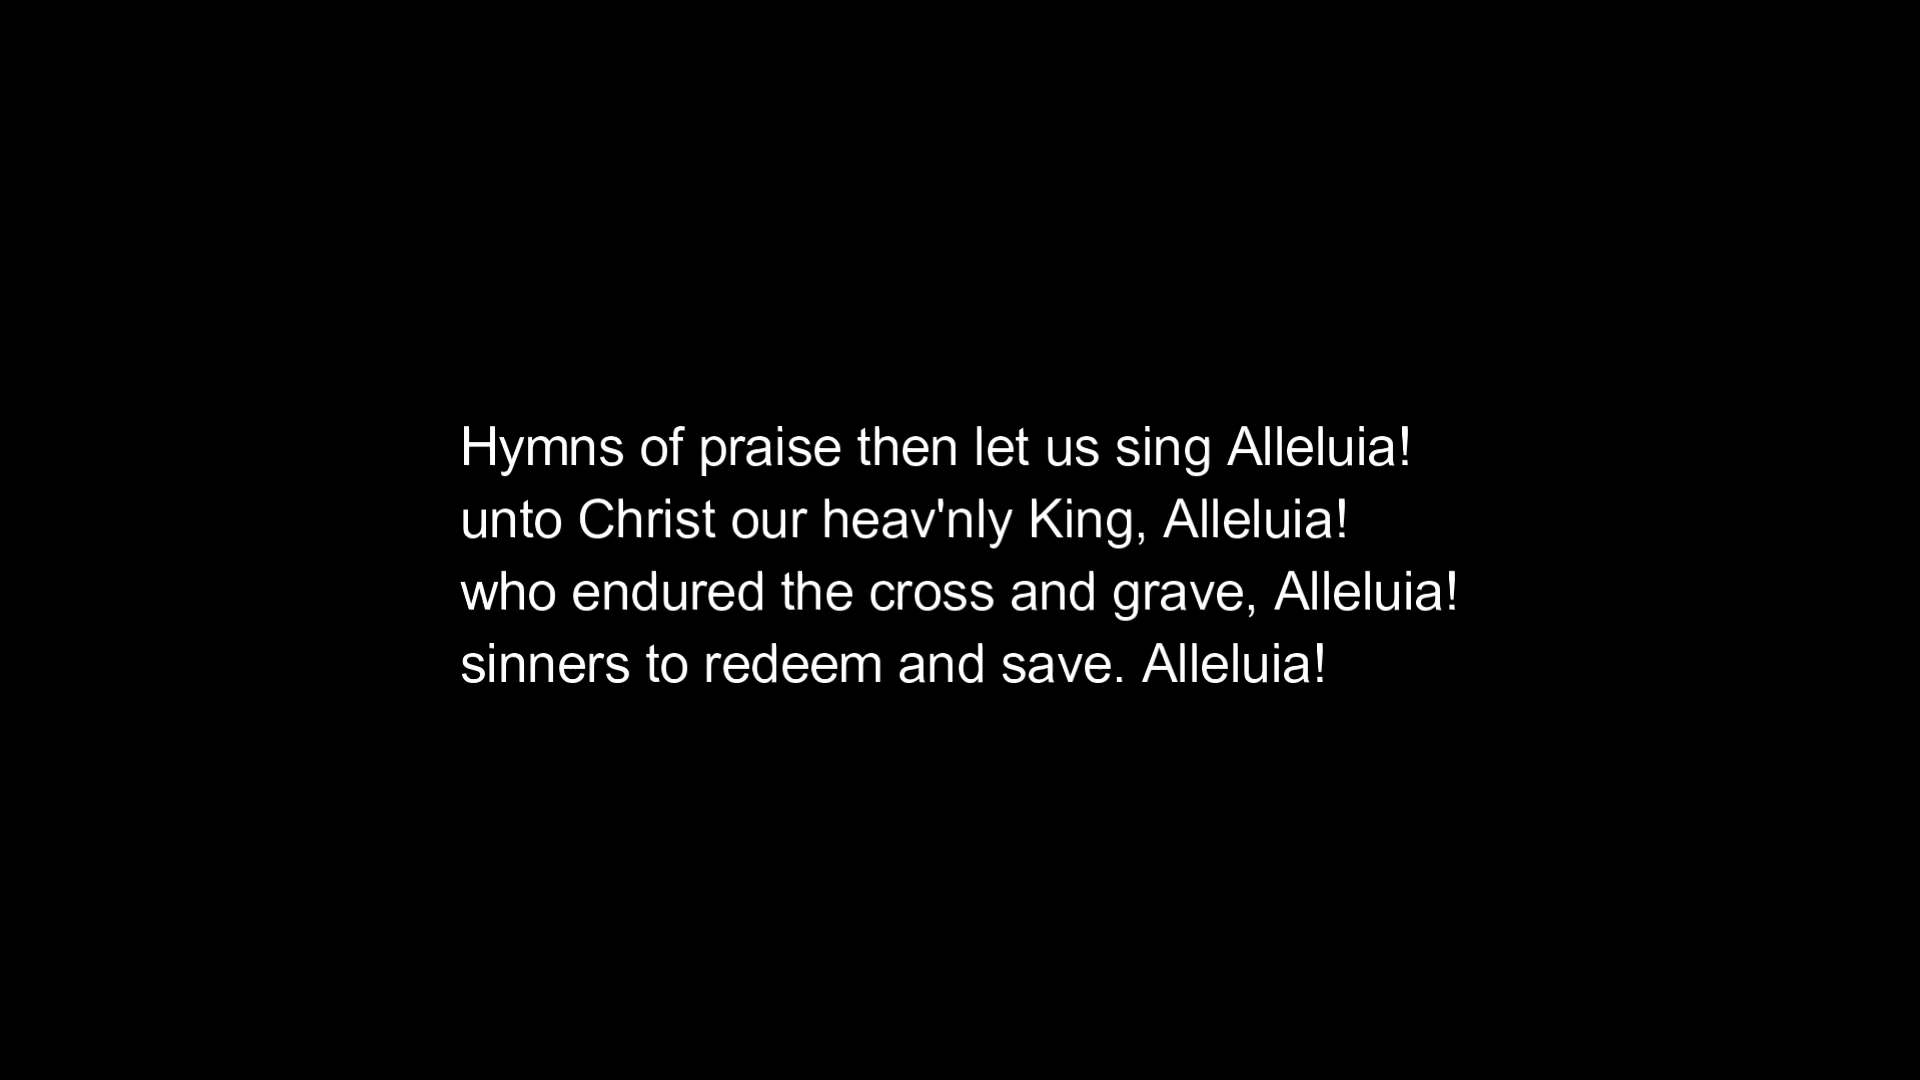 Hymns of praise then let us sing Alleluia!
unto Christ our heav'nly King, Alleluia!
who endured the cross and grave, Alleluia!
sinners to redeem and save. Alleluia!